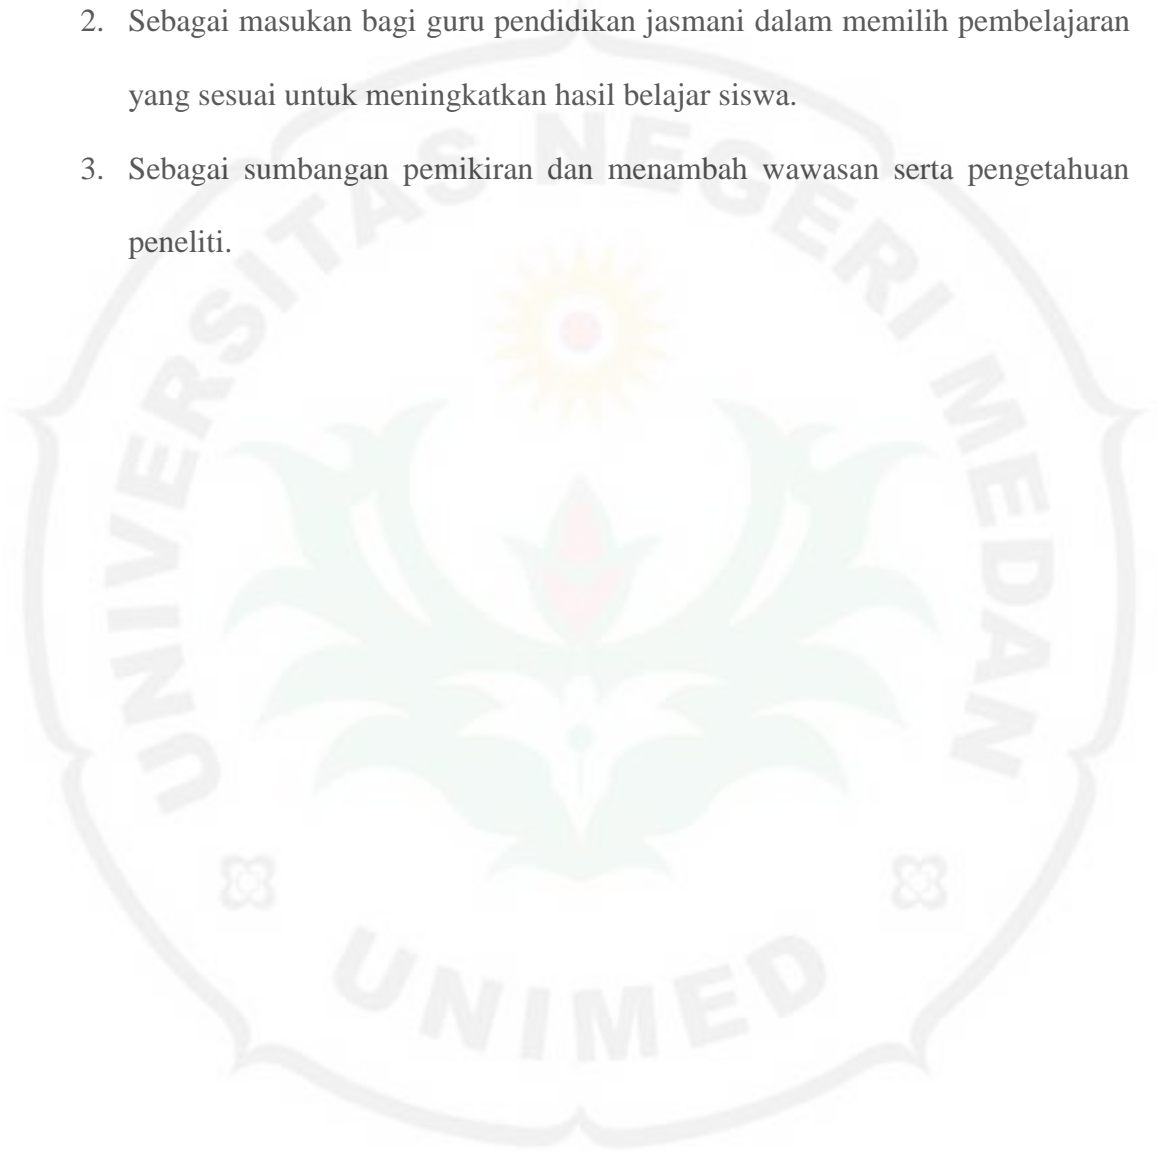 2. Sebagai masukan bagi guru pendidikan jasmani dalam memilih pembelajaran
yang sesuai untuk meningkatkan hasil belajar siswa.
3. Sebagai sumbangan pemikiran dan menambah wawasan serta pengetahuan
peneliti.
UNIVERSITAS NEGERI MEDAN
UNIMED